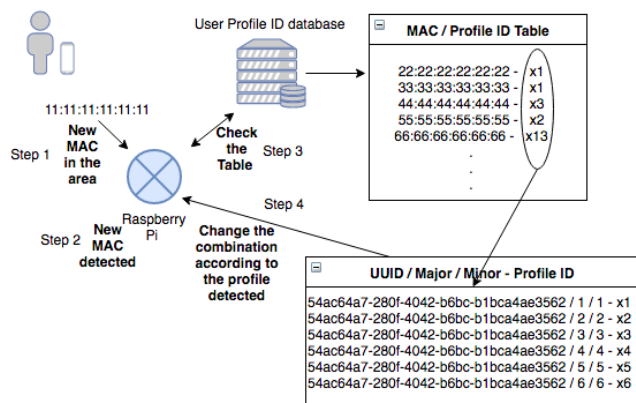 User Profile ID database
MAC / Profile ID Table
22:22:22:22:22:22 - x1
33:33:33:33:33:33 - x1
44:44:44:44:44:44 - x3
55:55:55:55:55:55 - x2
66:66:66:66:66:66 - x13
.
.
.
11:11:11:11:11:11
Step 1
New
MAC
in the
area
Check
the
Table
Step 3
Raspberry
Pi
Step 2
New
MAC
detected
Step 4
Change the
combination
according to
the profile
detected
UUID / Major / Minor - Profile ID
54ac64a7-280f-4042-b6bc-b1bca4ae3562 / 1 / 1 - x1
54ac64a7-280f-4042-b6bc-b1bca4ae3562 / 2 / 2 - x2
54ac64a7-280f-4042-b6bc-b1bca4ae3562 / 3 / 3 - x3
54ac64a7-280f-4042-b6bc-b1bca4ae3562 / 4 / 4 - x4
54ac64a7-280f-4042-b6bc-b1bca4ae3562 / 5 / 5 - x5
54ac64a7-280f-4042-b6bc-b1bca4ae3562 / 6 / 6 - x6